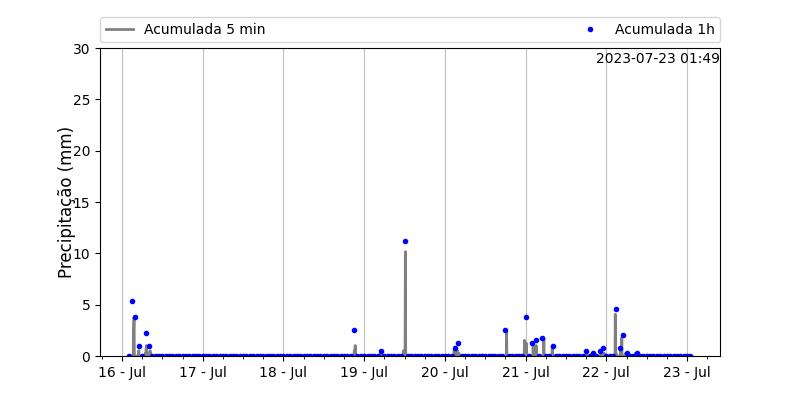 Acumulada 5 min
Acumulada 1h
2023-07-23 01:49
Precipitação (mm)
30
25
20
15
10
5
0
16 - Jul
17 - Jul
18 - Jul
19 - Jul
20 - Jul
21 - Jul
22 - Jul
23 - Jul